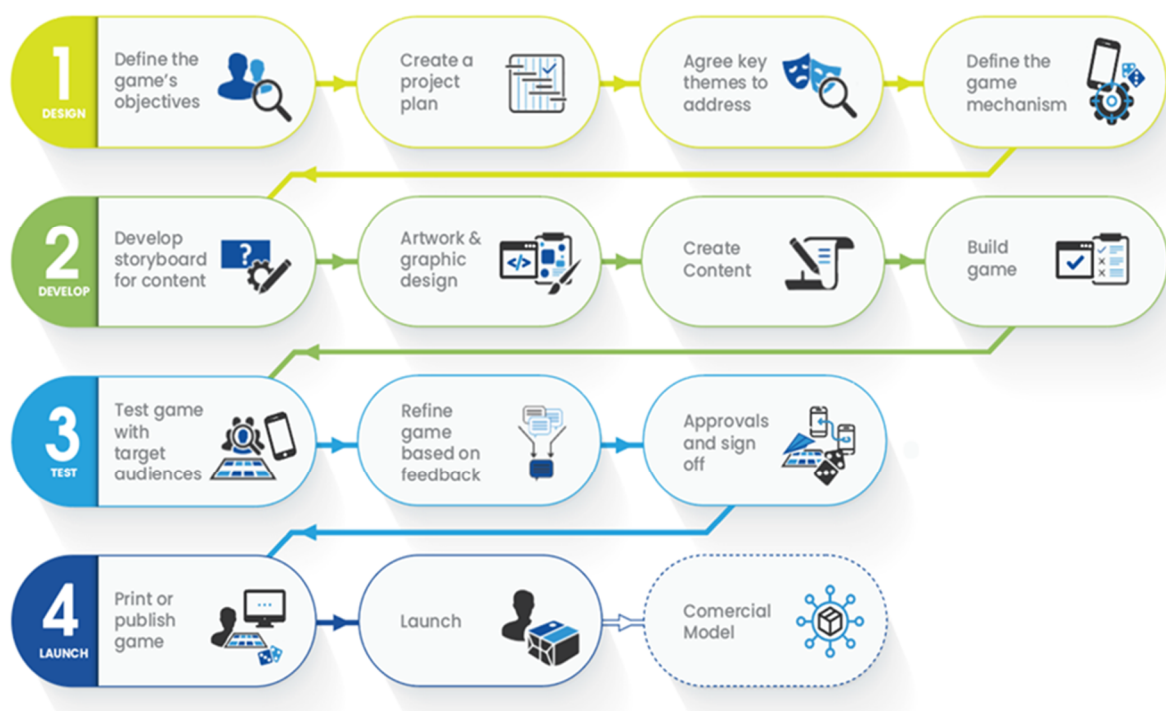 1
DESIGN
Define the
game's
objectives
Create a
project
plan
Agree key
themes to
address
Define the
game
mechanism
2
DEVELOP
Develop
storyboard
for content
?
Artwork &
graphic
design
</>
Create
Content
Build
game
3
TEST
Test game
with
target
audiences
Refine
game
based on
feedback
Approvals
and sign
off
4
LAUNCH
Print or
publish
game
Launch
Comercial
Model